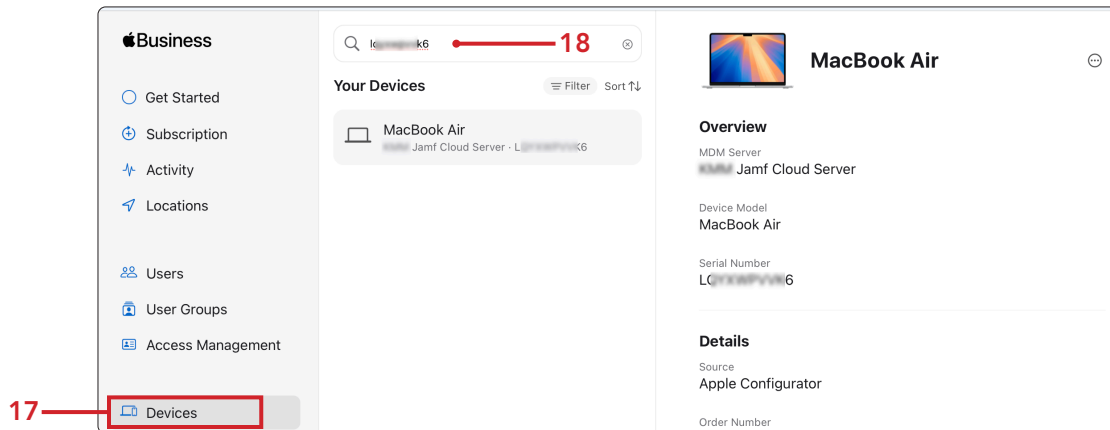 Business
Get Started
Subscription
Activity
Locations
Users
User Groups
Access Management
17
Devices
18
Your Devices
Filter
Sort
MacBook Air
Jamf Cloud Server
MacBook Air
Overview
MDM Server
Jamf Cloud Server
Device Model
MacBook Air
Serial Number
Details
Source
Apple Configurator
Order Number